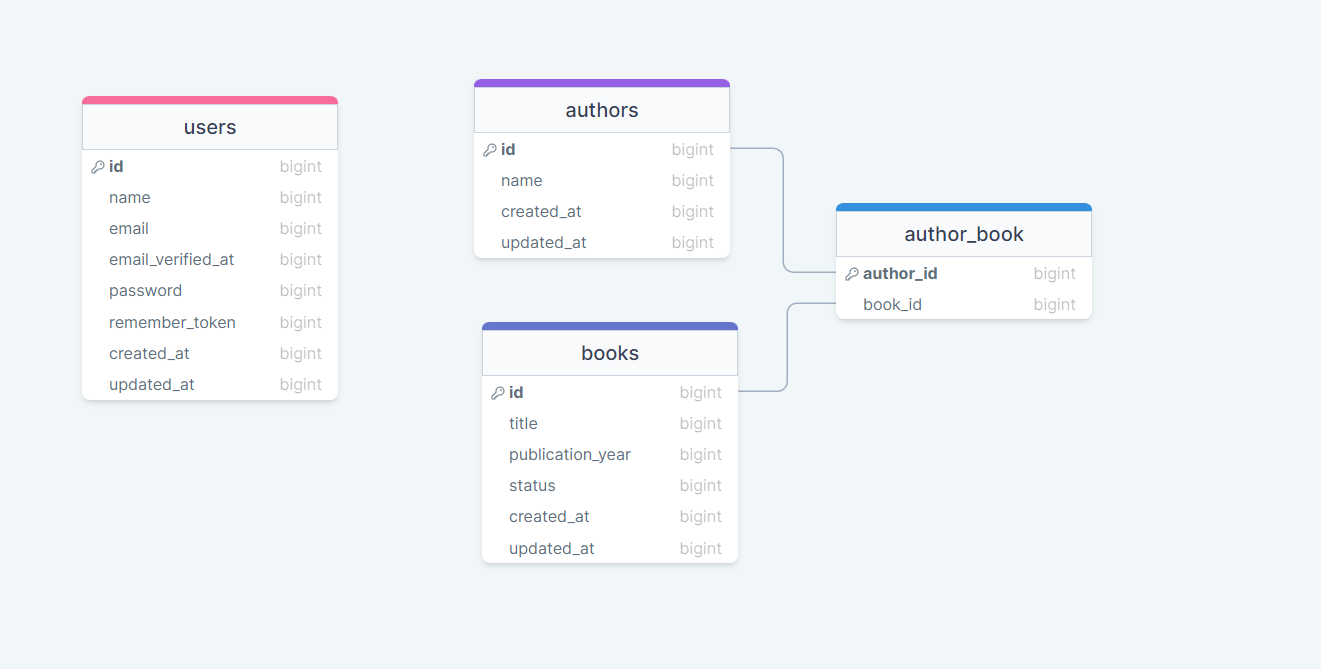 users
id bigint
name bigint
email bigint
email_verified_at bigint
password bigint
remember_token bigint
created_at bigint
updated_at bigint
authors
id bigint
name bigint
created_at bigint
updated_at bigint
books
id bigint
title bigint
publication_year bigint
status bigint
created_at bigint
updated_at bigint
author_book
author_id bigint
book_id bigint